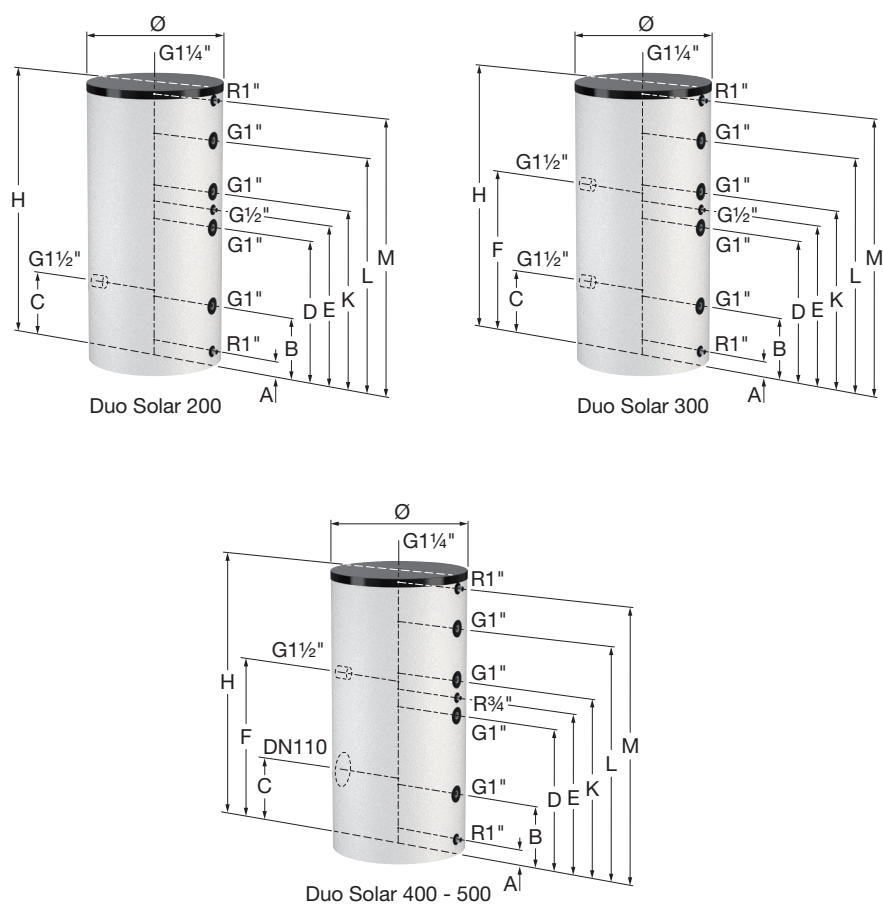 Ø
G1¼"
R1"
G1"
H
G1"
G½"
G1"
G1½"
C
G1"
R1"
A
B
D
E
K
L
M
Duo Solar 200
Ø
G1¼"
R1"
G1"
G1½"
H
G1"
G½"
G1"
F
G1½"
C
G1"
R1"
A
B
D
E
K
L
M
Duo Solar 300
Ø
G1¼"
R1"
G1"
G1½"
H
G1"
R¾"
G1"
F
DN110
C
G1"
R1"
A
B
D
E
K
L
M
Duo Solar 400 - 500